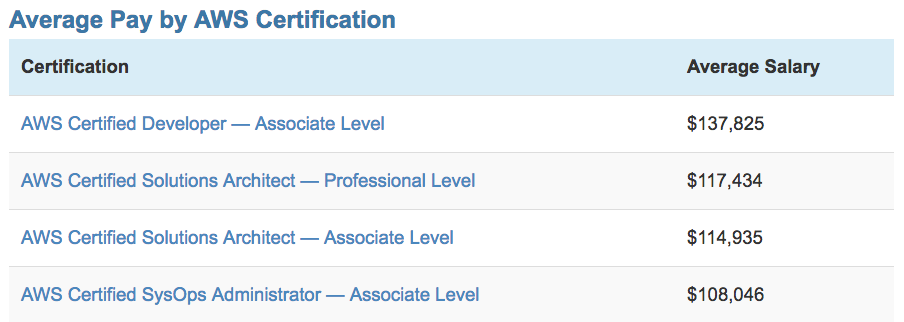 Average Pay by AWS Certification
Certification Average Salary
AWS Certified Developer — Associate Level $137,825
AWS Certified Solutions Architect — Professional Level $117,434
AWS Certified Solutions Architect — Associate Level $114,935
AWS Certified SysOps Administrator — Associate Level $108,046